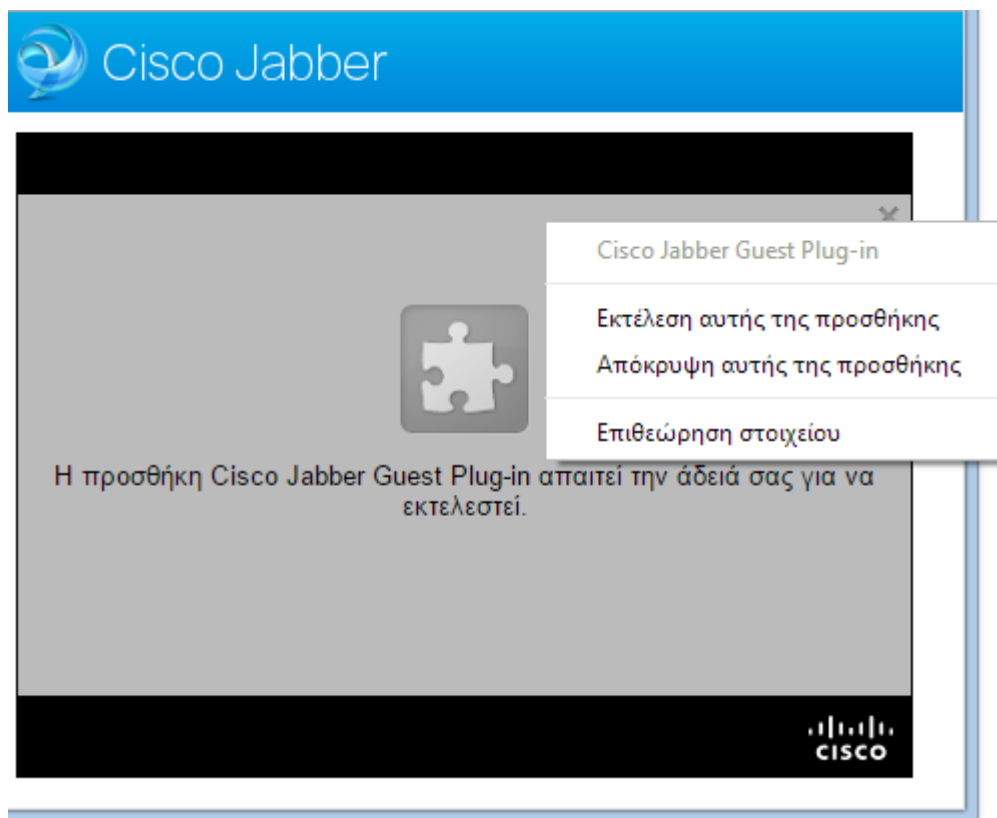 Cisco Jabber
Cisco Jabber Guest Plug-in
Εκτέλεση αυτής της προσθήκης
Απόκρυψη αυτής της προσθήκης
Επιθεώρηση στοιχείου
Η προσθήκη Cisco Jabber Guest Plug-in απαιτεί την άδειά σας για να
εκτελεστεί.
CISCO